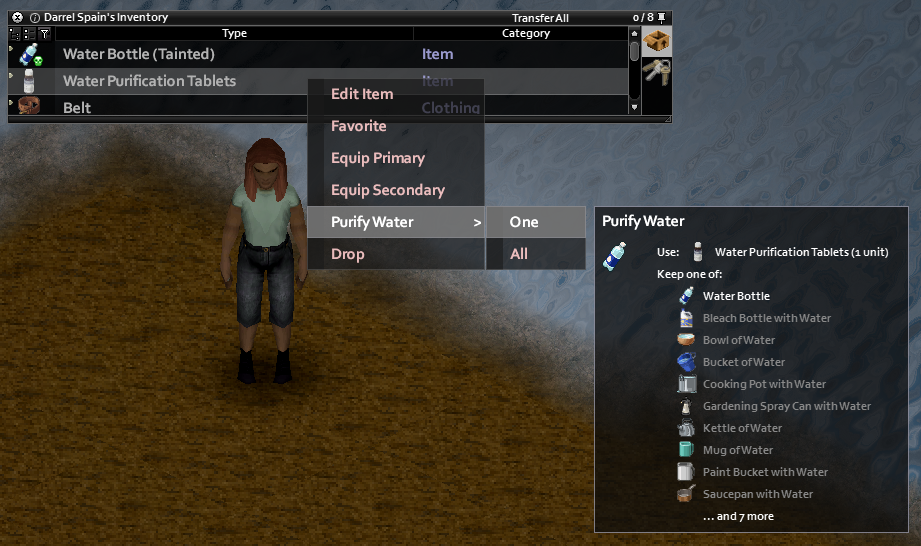 Darrel Spain's Inventory Transfer All 0 / 8
Type Category
Water Bottle (Tainted) Item
Water Purification Tablets Item
Belt Clothing
Edit Item
Favorite
Equip Primary
Equip Secondary
Purify Water > One
Drop All
Purify Water
Use: Water Purification Tablets (1 unit)
Keep one of:
Water Bottle
Bleach Bottle with Water
Bowl of Water
Bucket of Water
Cooking Pot with Water
Gardening Spray Can with Water
Kettle of Water
Mug of Water
Paint Bucket with Water
Saucepan with Water
... and 7 more